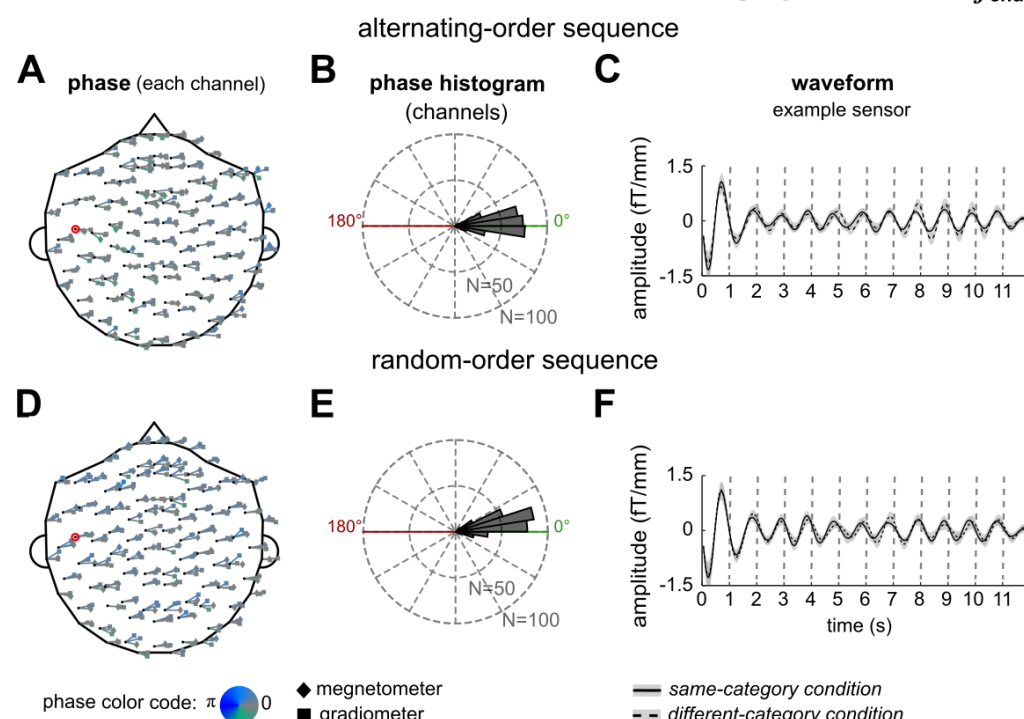 alternating-order sequence
A
phase (each channel)
B
phase histogram
(channels)
180°
0°
N=50
N=100
C
waveform
example sensor
amplitude (fT/mm)
1.5
0
-1.5
0 1 2 3 4 5 6 7 8 9 10 11
random-order sequence
D
E
180°
0°
N=50
N=100
F
amplitude (fT/mm)
1.5
0
-1.5
0 1 2 3 4 5 6 7 8 9 10 11
time (s)
phase color code: π 0
megnetometer
gradiometer
same-category condition
different-category condition